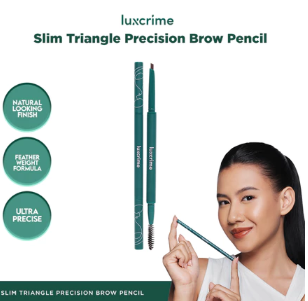 luxcrime
Slim Triangle Precision Brow Pencil
NATURAL
LOOKING
FINISH
FEATHER
WEIGHT
FORMULA
ULTRA
PRECISE
luxcrime
luxcrime
SLIM TRIANGLE PRECISION BROW PENCIL